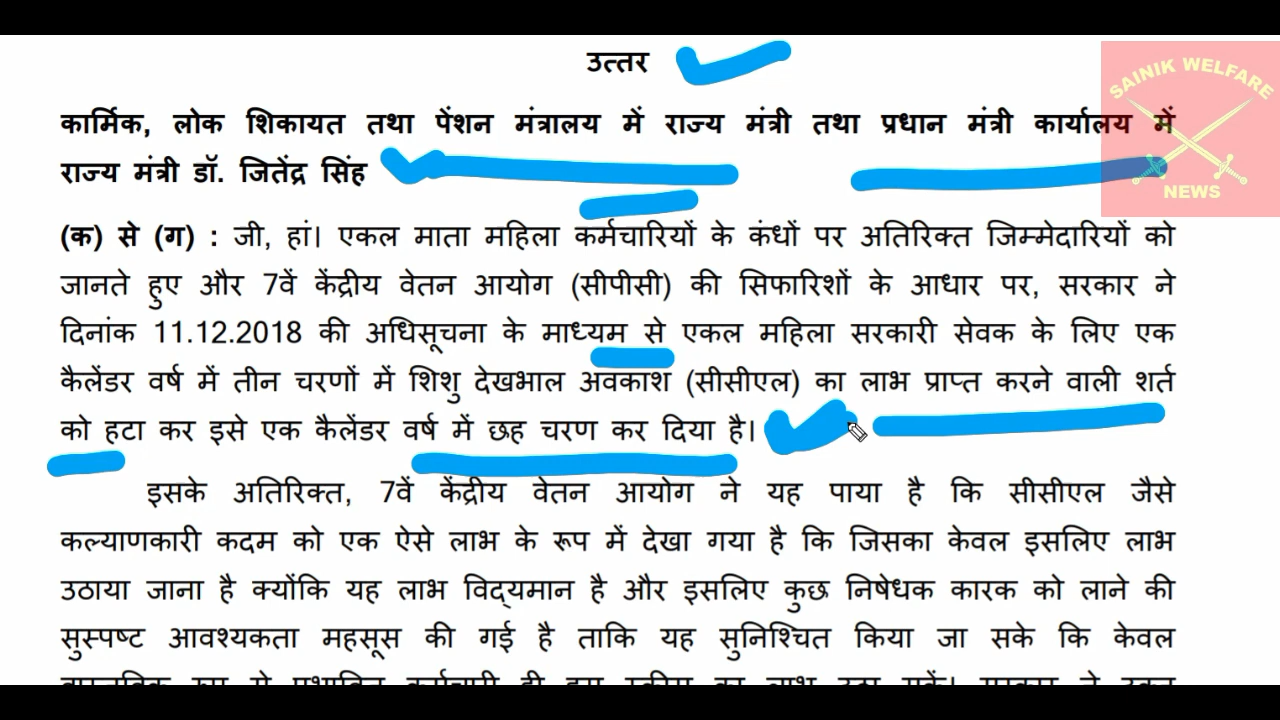 उत्तर
SAINIK WELFARE
NEWS
कार्मिक, लोक शिकायत तथा पेंशन मंत्रालय में राज्य मंत्री तथा प्रधान मंत्री कार्यालय में
राज्य मंत्री डॉ. जितेंद्र सिंह
(क) से (ग) : जी, हां। एकल माता महिला कर्मचारियों के कंधों पर अतिरिक्त जिम्मेदारियों को
जानते हुए और 7वें केंद्रीय वेतन आयोग (सीपीसी) की सिफारिशों के आधार पर, सरकार ने
दिनांक 11.12.2018 की अधिसूचना के माध्यम से एकल महिला सरकारी सेवक के लिए एक
कैलेंडर वर्ष में तीन चरणों में शिशु देखभाल अवकाश (सीसीएल) का लाभ प्राप्त करने वाली शर्त
को हटा कर इसे एक कैलेंडर वर्ष में छह चरण कर दिया है।
इसके अतिरिक्त, 7वें केंद्रीय वेतन आयोग ने यह पाया है कि सीसीएल जैसे
कल्याणकारी कदम को एक ऐसे लाभ के रूप में देखा गया है कि जिसका केवल इसलिए लाभ
उठाया जाना है क्योंकि यह लाभ विद्यमान है और इसलिए कुछ निषेधक कारक को लाने की
सुस्पष्ट आवश्यकता महसूस की गई है ताकि यह सुनिश्चित किया जा सके कि केवल